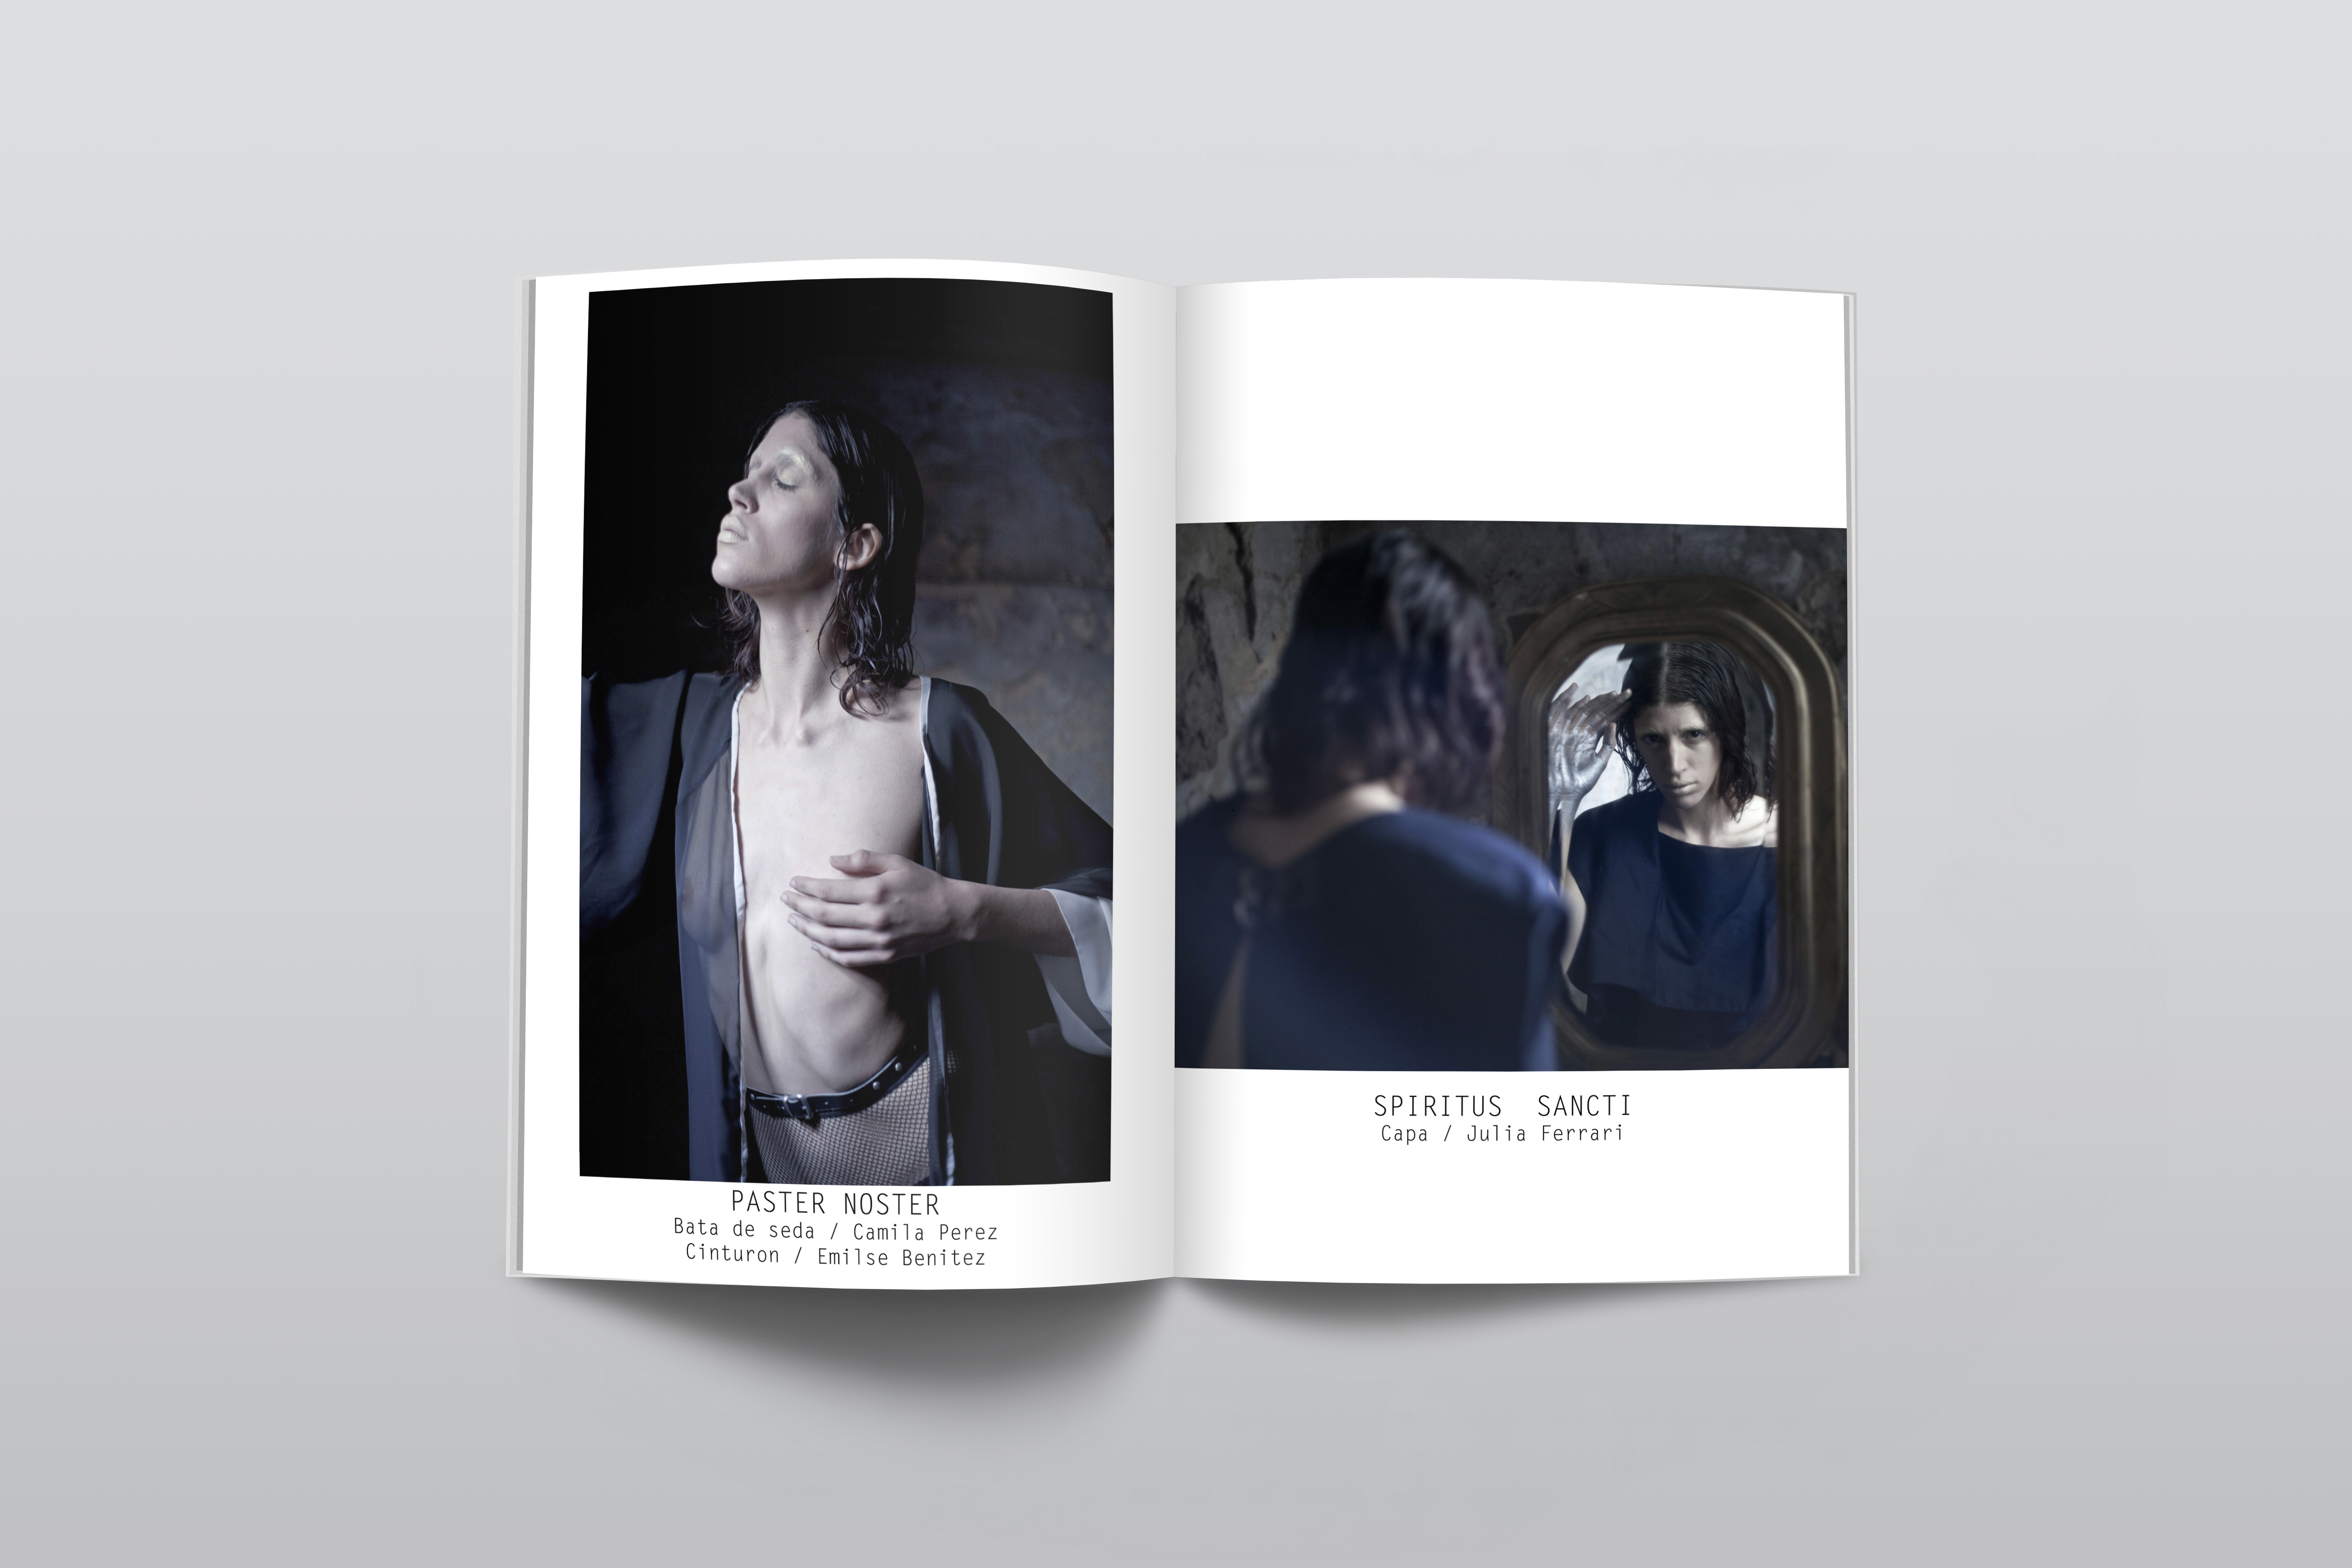 PASTER NOSTER
Bata de seda / Camila Perez
Cinturon / Emilse Benitez
SPIRITUS SANCTI
Capa / Julia Ferrari